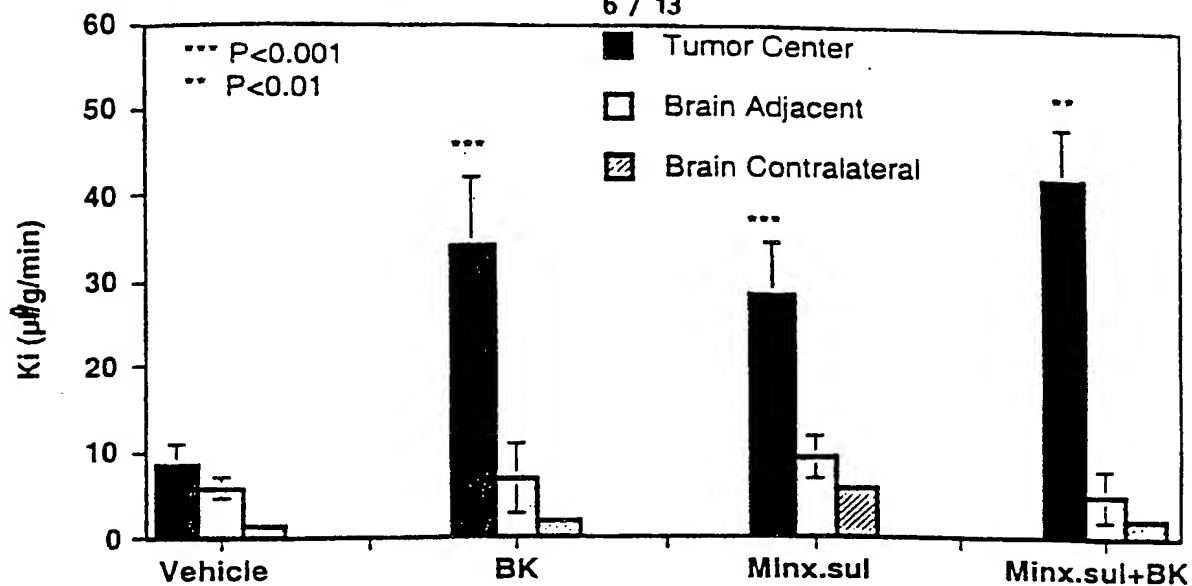 6 / 13
60
50
40
30
20
10
0
Ki (µl/g/min)
*** P<0.001
** P<0.01
Tumor Center
Brain Adjacent
Brain Contralateral
***
***
**
Vehicle
BK
Minx.sul
Minx.sul+BK